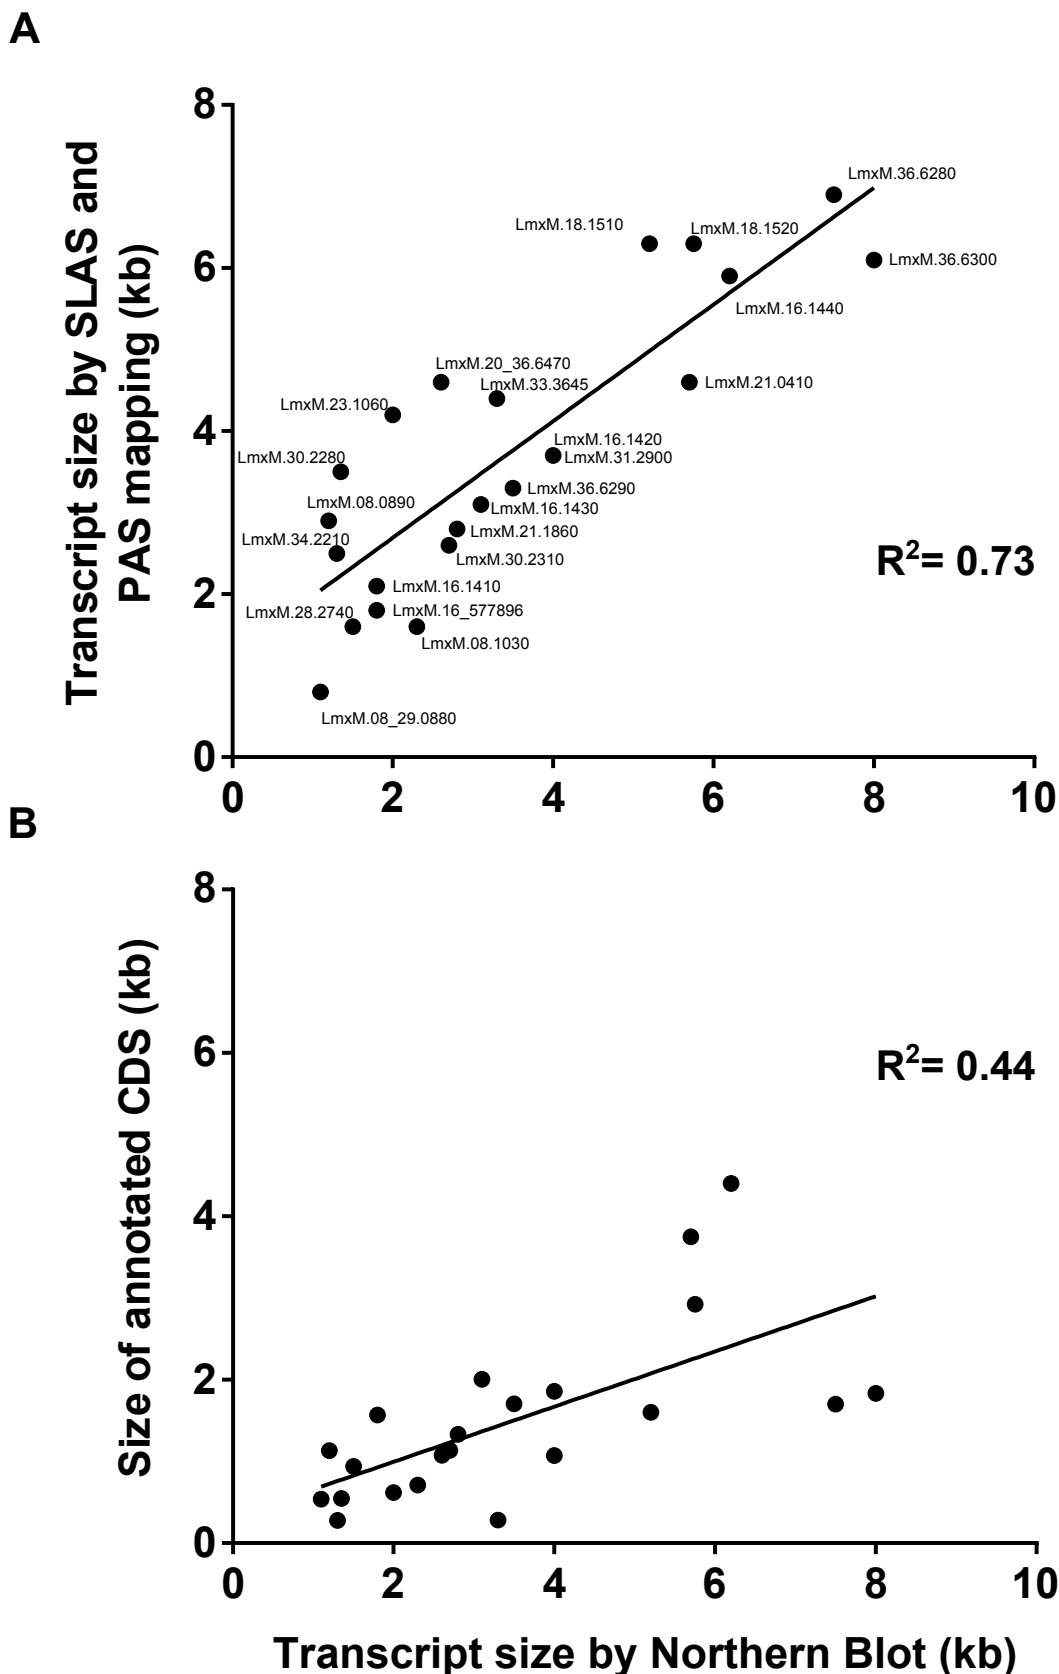 A
Transcript size by SLAS and
PAS mapping (kb)
8
6
4
2
0
LmxM.36.6280
LmxM.18.1510
LmxM.18.1520
LmxM.36.6300
LmxM.16.1440
LmxM.20_36.6470
LmxM.33.3645
LmxM.21.0410
LmxM.23.1060
LmxM.16.1420
LmxM.30.2280
LmxM.31.2900
LmxM.36.6290
LmxM.08.0890
LmxM.16.1430
LmxM.21.1860
LmxM.34.2210
LmxM.30.2310
R2= 0.73
LmxM.16.1410
LmxM.28.2740
LmxM.16_577896
LmxM.08.1030
LmxM.08_29.0880
0 2 4 6 8 10
B
Size of annotated CDS (kb)
8
6
4
2
0
R2= 0.44
0 2 4 6 8 10
Transcript size by Northern Blot (kb)